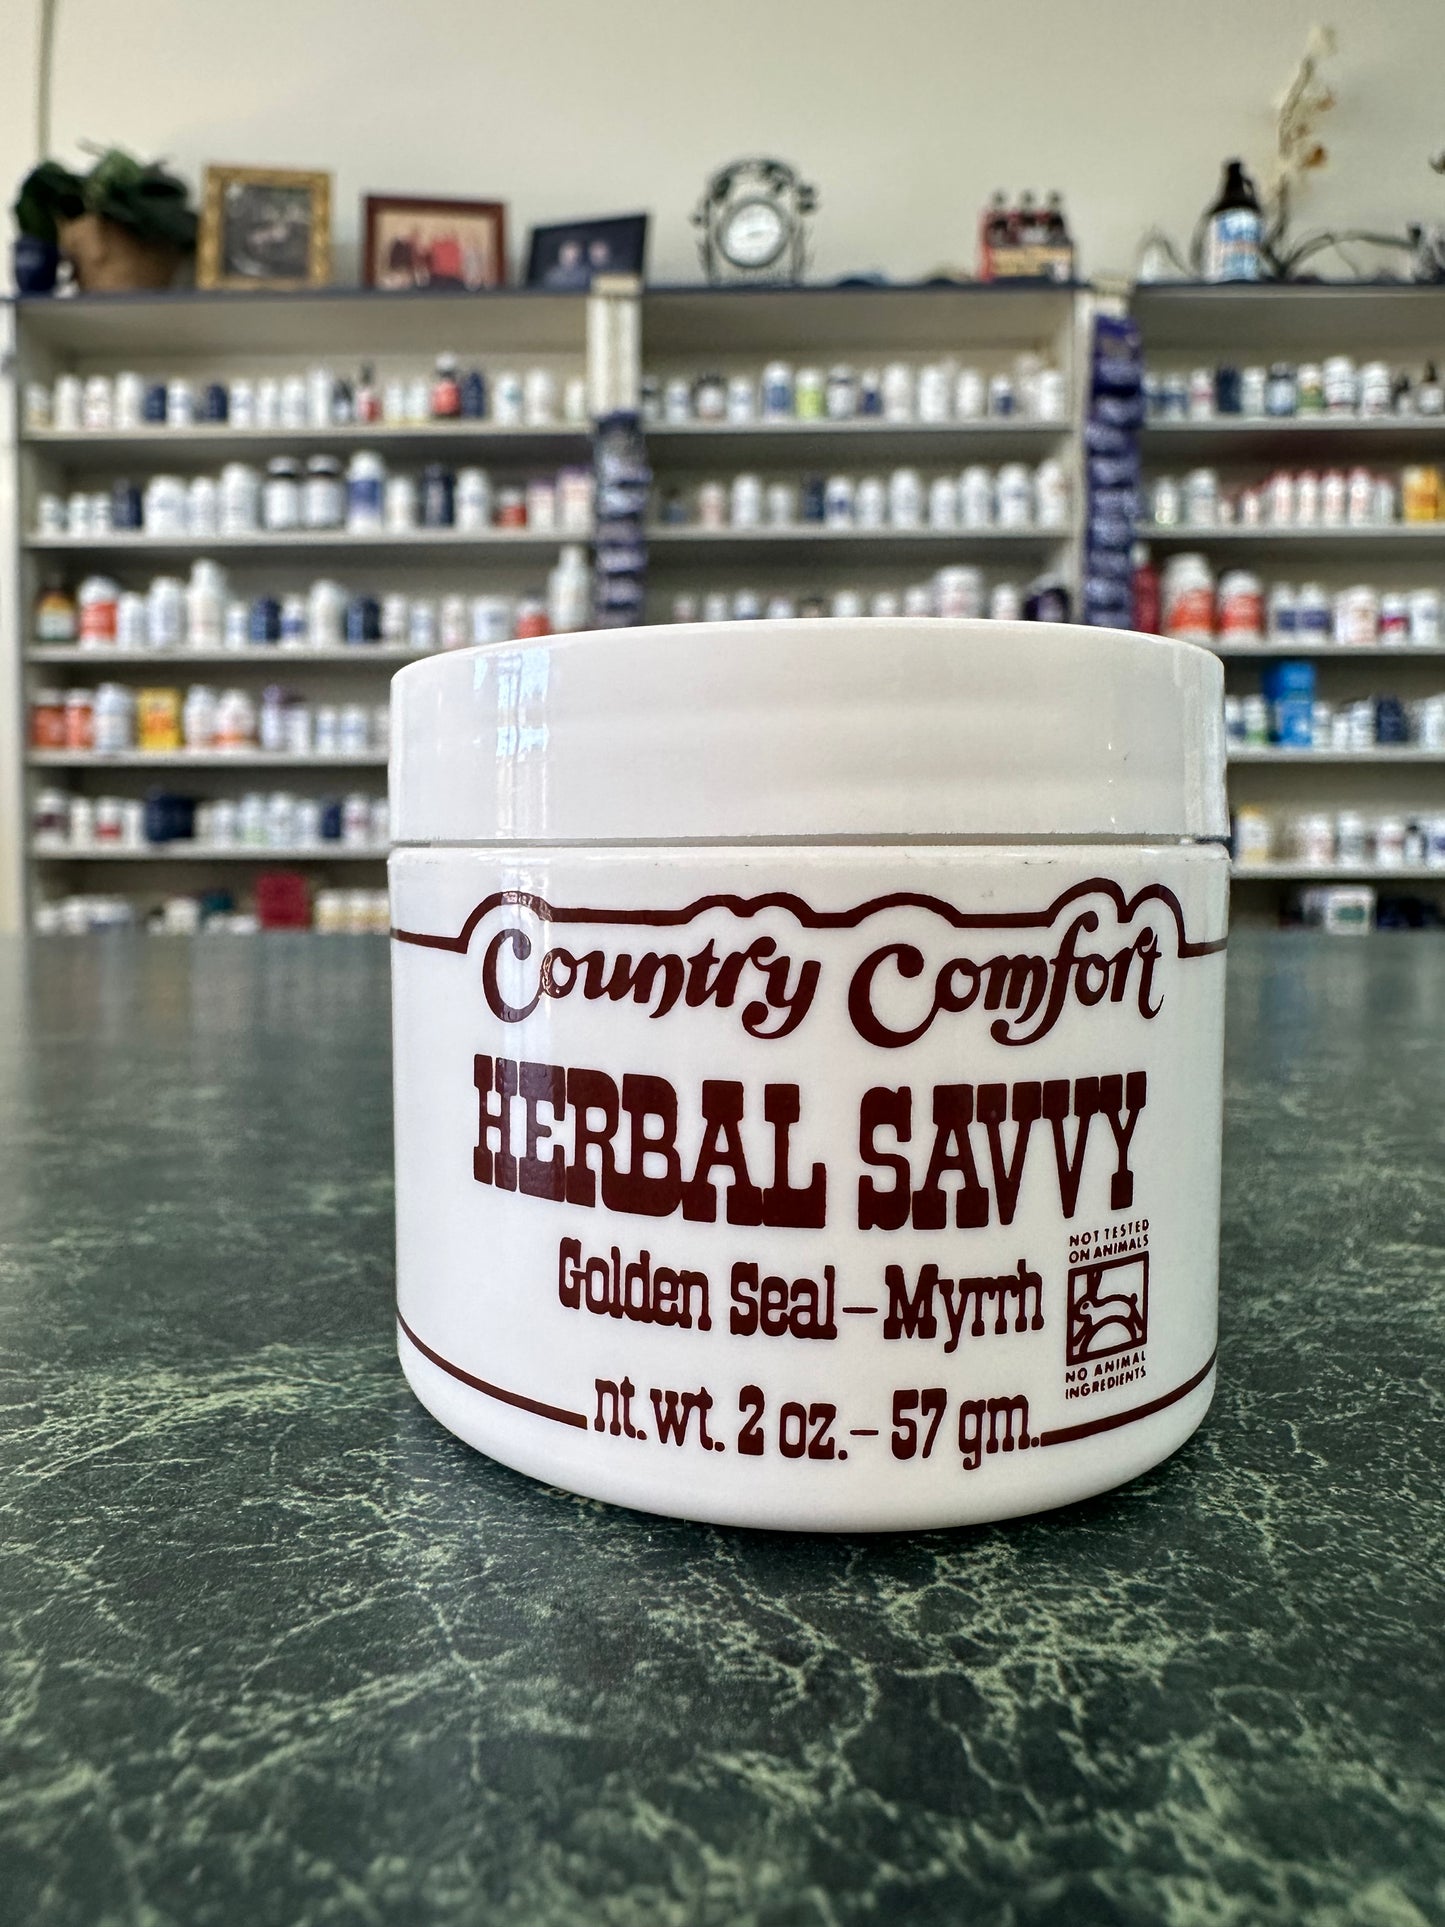 Country Comfort
HERBAL SAVVY
Golden Seal-Myrrh
NOT TESTED
ON ANIMALS
NO ANIMAL
INGREDIENTS
nt. wt. 2 oz.-57 gm.